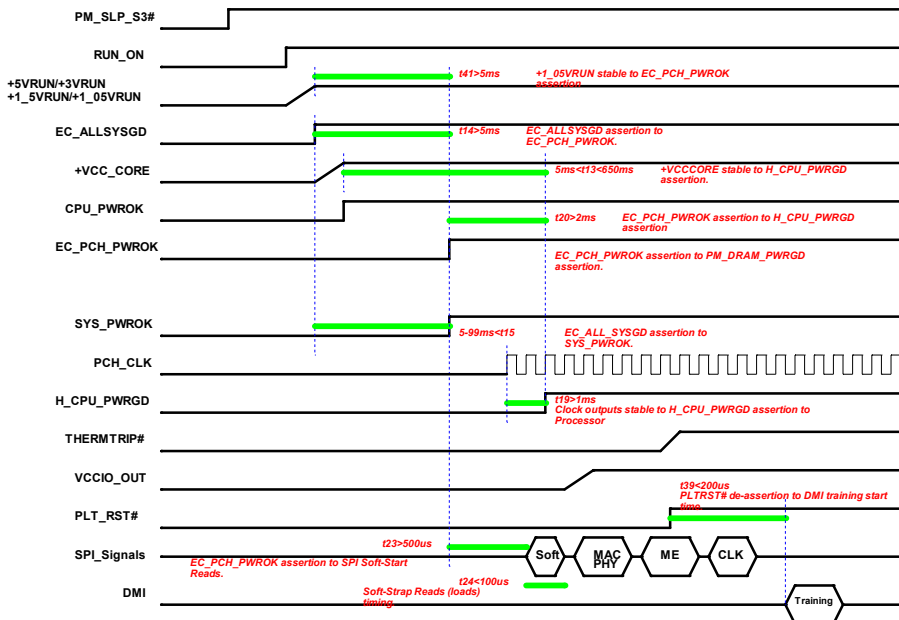 PM_SLP_S3#
RUN_ON
+5VRUN/+3VRUN
+1_5VRUN/+1_05VRUN
t41>5ms +1_05VRUN stable to EC_PCH_PWROK
assertion
EC_ALLSYSGD
t14>5ms EC_ALLSYSGD assertion to
EC_PCH_PWROK.
+VCC_CORE
5ms<t13<650ms +VCCCORE stable to H_CPU_PWRGD
assertion.
CPU_PWROK
t20>2ms EC_PCH_PWROK assertion to H_CPU_PWRGD
assertion
EC_PCH_PWROK
EC_PCH_PWROK assertion to PM_DRAM_PWRGD
assertion.
SYS_PWROK
5-99ms<t15 EC_ALL_SYSGD assertion to
SYS_PWROK.
PCH_CLK
H_CPU_PWRGD
t19>1ms
Clock outputs stable to H_CPU_PWRGD assertion to
Processor
THERMTRIP#
VCCIO_OUT
t39<200us
PLTRST# de-assertion to DMI training start
time.
PLT_RST#
t23>500us
SPI_Signals
Soft
MAC
PHY
ME
CLK
EC_PCH_PWROK assertion to SPI Soft-Start
Reads.
t24<100us
Soft-Strap Reads (loads)
timing
DMI
Training